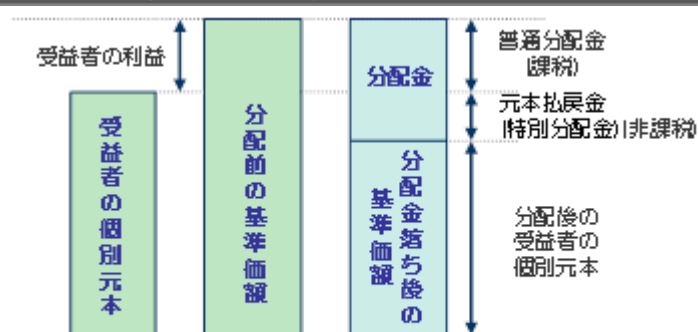 受益者の利益
受益者の個別元本
分配前の基準価額
分配金
分配金落ち後の
基準価額
普通分配金
(課税)
元本払戻金
(特別分配金)(非課税)
分配後の
受益者の
個別元本